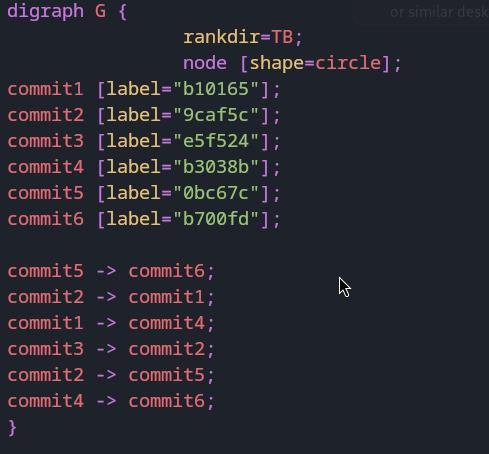 digraph G {
or similar desk
rankdir=TB;
node [shape=circle];
commit1 [label="b10165"];
commit2 [label="9caf5c"];
commit3 [label="e5f524"];
commit4 [label="b3038b"];
commit5 [label="0bc67c"];
commit6 [label="b700fd"];

commit5 -> commit6;
commit2 -> commit1;
commit1 -> commit4;
commit3 -> commit2;
commit2 -> commit5;
commit4 -> commit6;
}